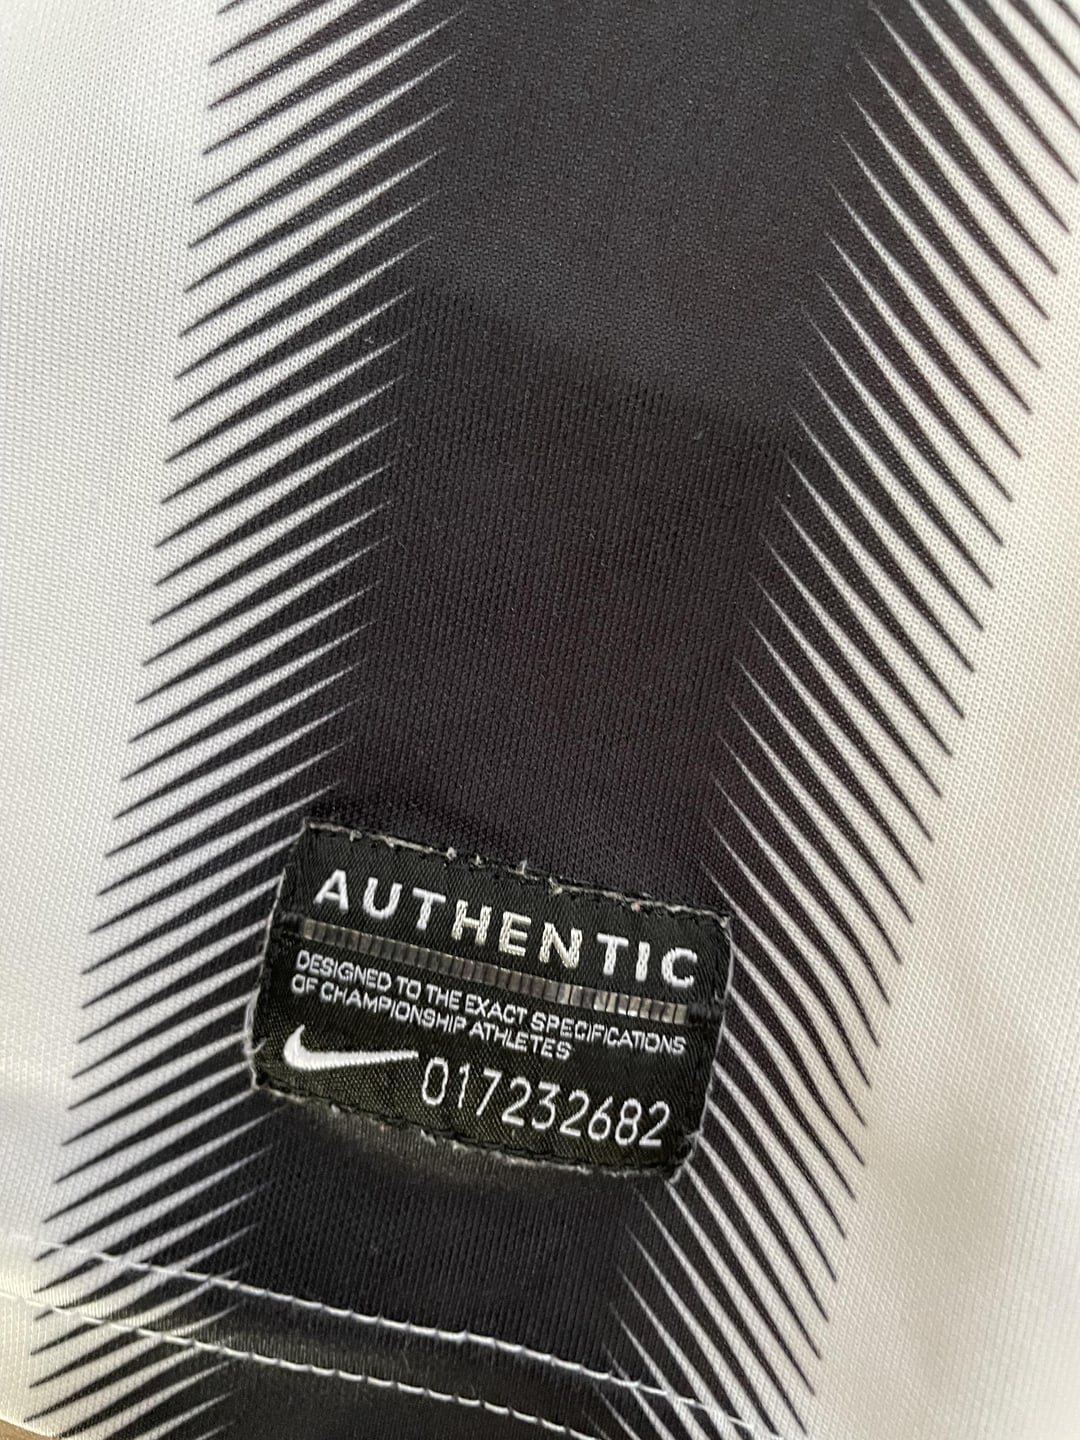 AUTHENTIC
DESIGNED TO THE EXACT SPECIFICATIONS
OF CHAMPIONSHIP ATHLETES
017232682